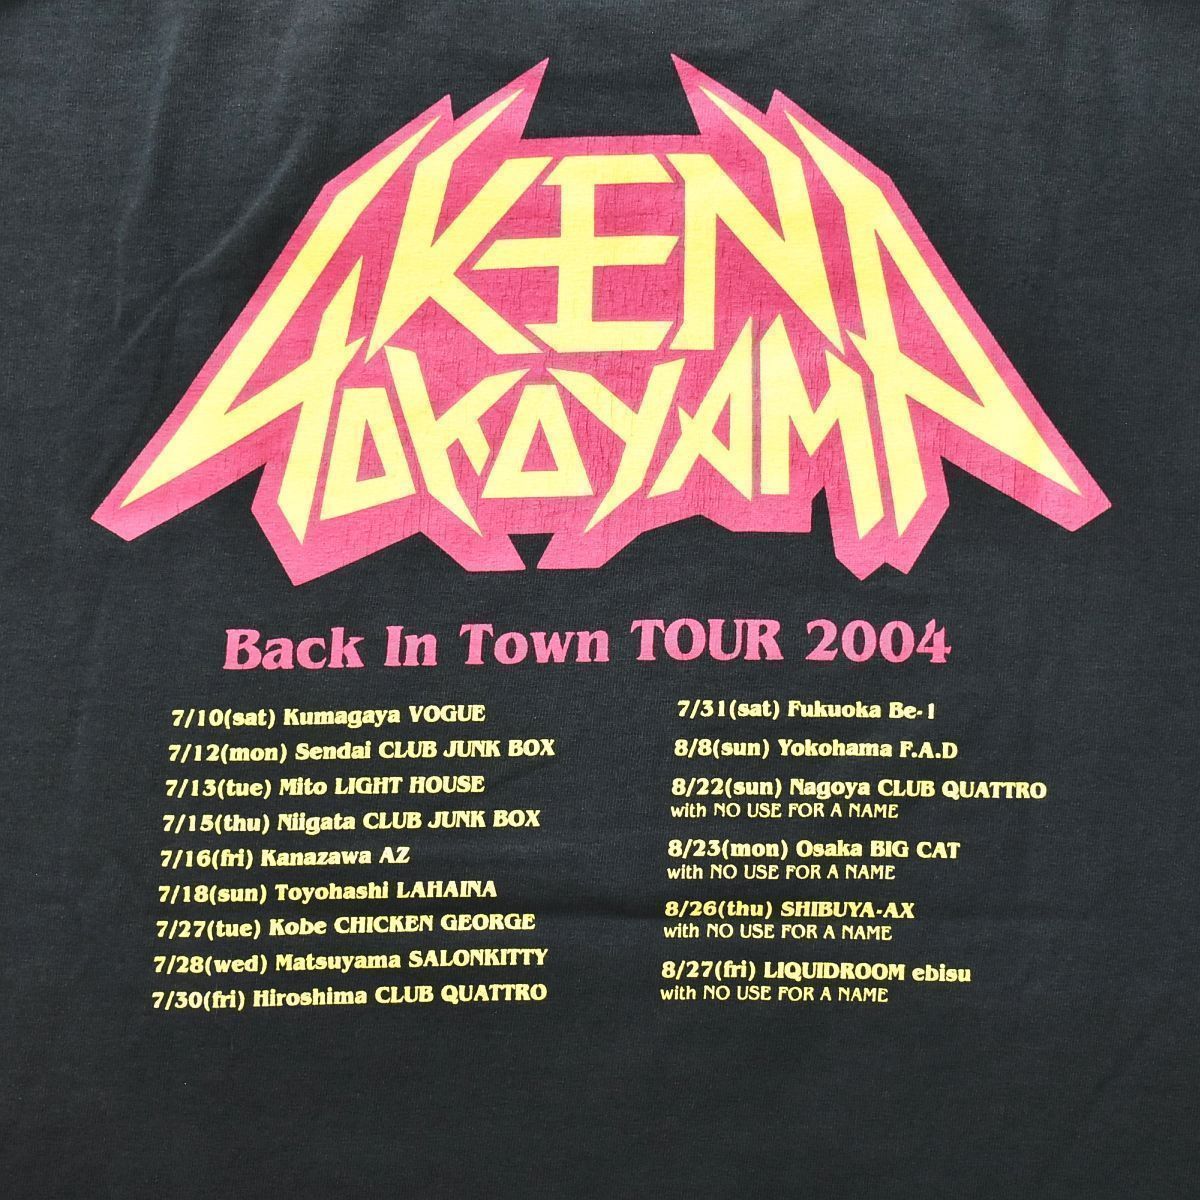 KEN
YOKOYAMA
Back In Town TOUR 2004
7/10(sat) Kumagaya VOGUE
7/12(mon) Sendai CLUB JUNK BOX
7/13(tue) Mito LIGHT HOUSE
7/15(thu) Niigata CLUB JUNK BOX
7/16(fri) Kanazawa AZ
7/18(sun) Toyohashi LAHAINA
7/27(tue) Kobe CHICKEN GEORGE
7/28(wed) Matsuyama SALONKITTY
7/30(fri) Hiroshima CLUB QUATTRO
7/31(sat) Fukuoka Be-1
8/8(sun) Yokohama F.A.D
8/22(sun) Nagoya CLUB QUATTRO
with NO USE FOR A NAME
8/23(mon) Osaka BIG CAT
with NO USE FOR A NAME
8/26(thu) SHIBUYA-AX
with NO USE FOR A NAME
8/27(fri) LIQUIDROOM ebisu
with NO USE FOR A NAME